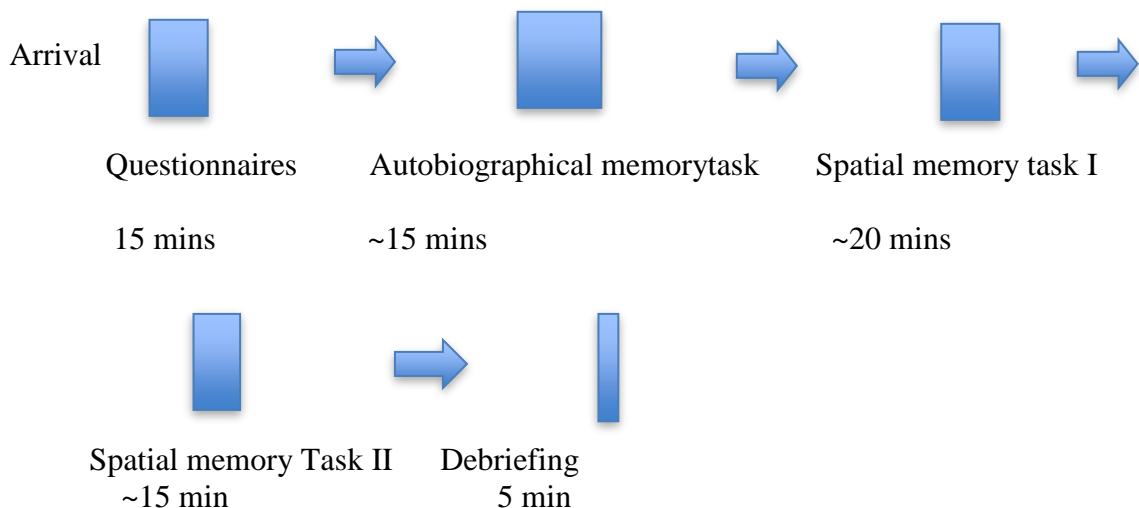 Arrival
Questionnaires Autobiographical memorytask Spatial memory task I
15 mins ~15 mins ~20 mins
Spatial memory Task II Debriefing
~15 min 5 min